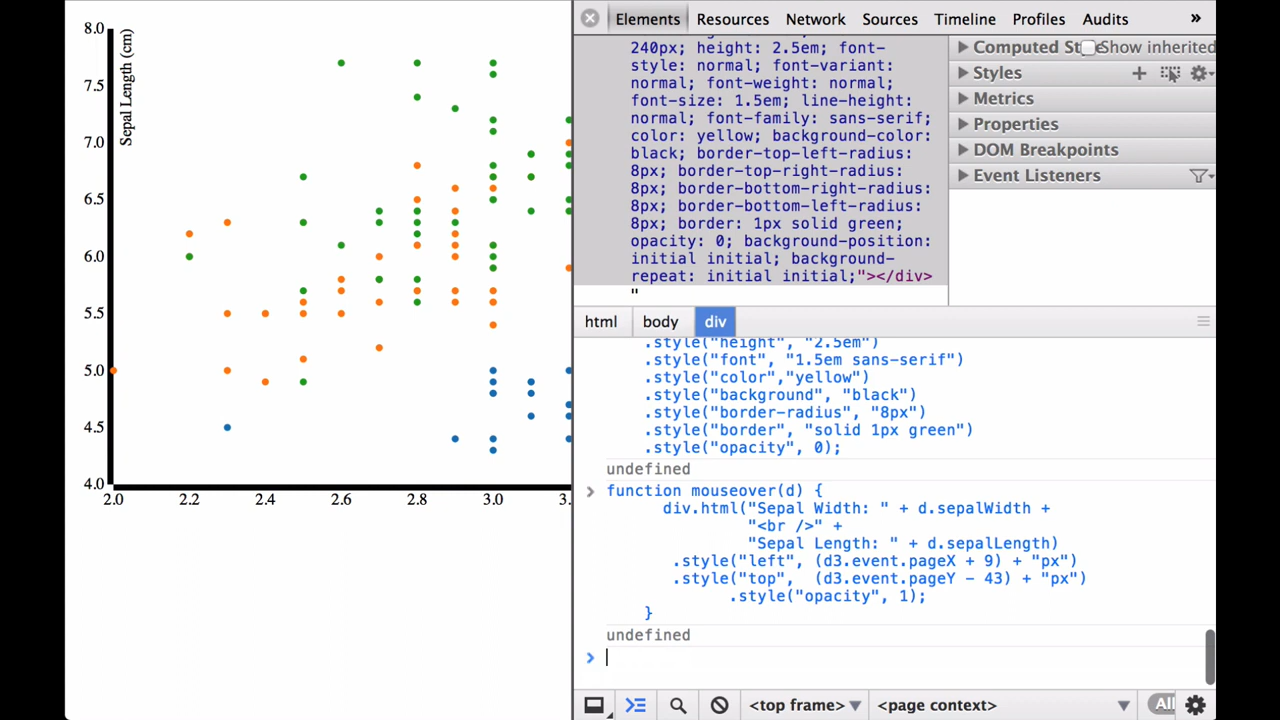 8.0
Sepal Length (cm)
7.5
7.0
6.5
6.0
5.5
5.0
4.5
4.0
2.0 2.2 2.4 2.6 2.8 3.0 3.
Elements Resources Network Sources Timeline Profiles Audits »
240px; height: 2.5em; font-
style: normal; font-variant:
normal; font-weight: normal;
font-size: 1.5em; line-height:
normal; font-family: sans-serif;
color: yellow; background-color:
black; border-top-left-radius:
8px; border-top-right-radius:
8px; border-bottom-right-radius:
8px; border-bottom-left-radius:
8px; border: 1px solid green;
opacity: 0; background-position:
initial initial; background-
repeat: initial initial;"></div>
"
Computed Style Show inherited
Styles
Metrics
Properties
DOM Breakpoints
Event Listeners
html body div
.style("height", "2.5em")
.style("font", "1.5em sans-serif")
.style("color","yellow")
.style("background", "black")
.style("border-radius", "8px")
.style("border", "solid 1px green")
.style("opacity", 0);
undefined
> function mouseover(d) {
div.html("Sepal Width: " + d.sepalWidth +
"<br />" +
"Sepal Length: " + d.sepalLength)
.style("left", (d3.event.pageX + 9) + "px")
.style("top", (d3.event.pageY - 43) + "px")
.style("opacity", 1);
}
undefined
>
<top frame> <page context> All